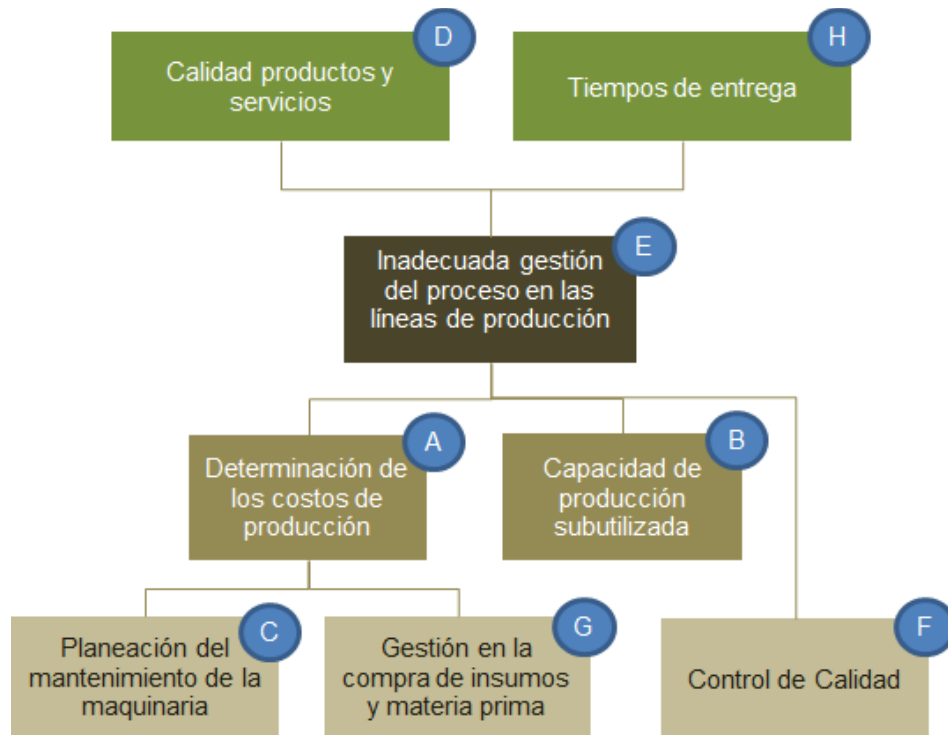 D
Calidad productos y
servicios
H
Tiempos de entrega
E
Inadecuada gestión
del proceso en las
líneas de producción
A
Determinación de
los costos de
producción
B
Capacidad de
producción
subutilizada
C
Planeación del
mantenimiento de la
maquinaria
G
Gestión en la
compra de insumos
y materia prima
F
Control de Calidad